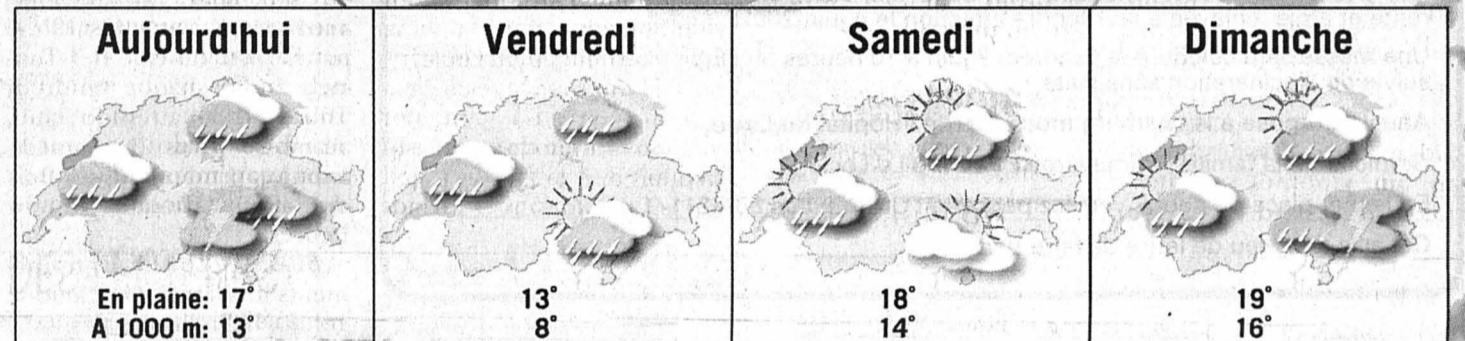 Aujourd'hui
En plaine: 17°
A 1000 m: 13°
Vendredi
13°
8°
Samedi
18°
14°
Dimanche
19°
16°